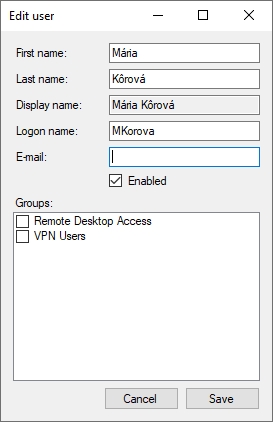 Edit user
First name: Mária
Last name: Kôrová
Display name: Mária Kôrová
Logon name: MKorova
E-mail:
Enabled
Groups:
Remote Desktop Access
VPN Users
Cancel Save